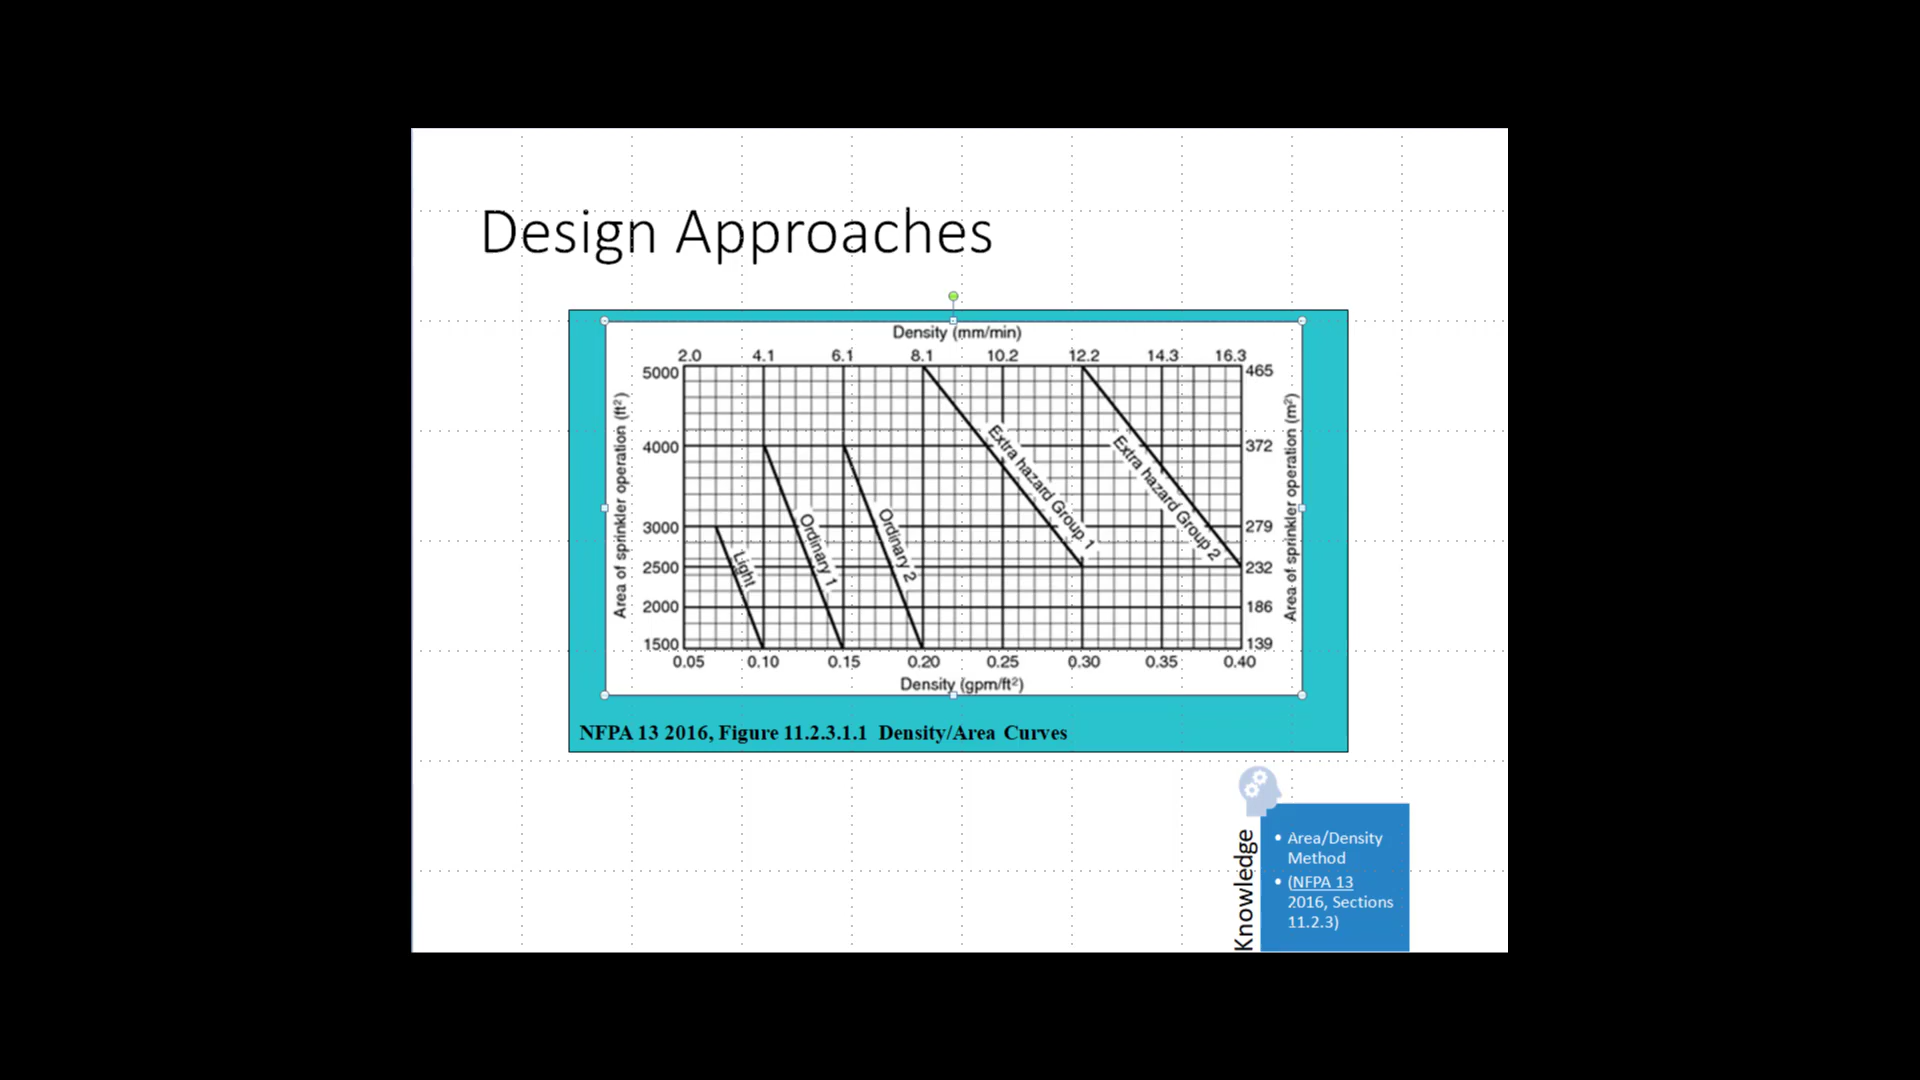 Design Approaches
Density (mm/min)
2.0 4.1 6.1 8.1 10.2 12.2 14.3 16.3
5000
4000
3000
2500
2000
1500
Area of sprinkler operation (ft²)
Light
Ordinary 1
Ordinary 2
Extra hazard Group 1
Extra hazard Group 2
465
372
279
232
186
139
Area of sprinkler operation (m²)
0.05 0.10 0.15 0.20 0.25 0.30 0.35 0.40
Density (gpm/ft²)
NFPA 13 2016, Figure 11.2.3.1.1 Density/Area Curves
Knowledge
• Area/Density
Method
• (NFPA 13
2016, Sections
11.2.3)